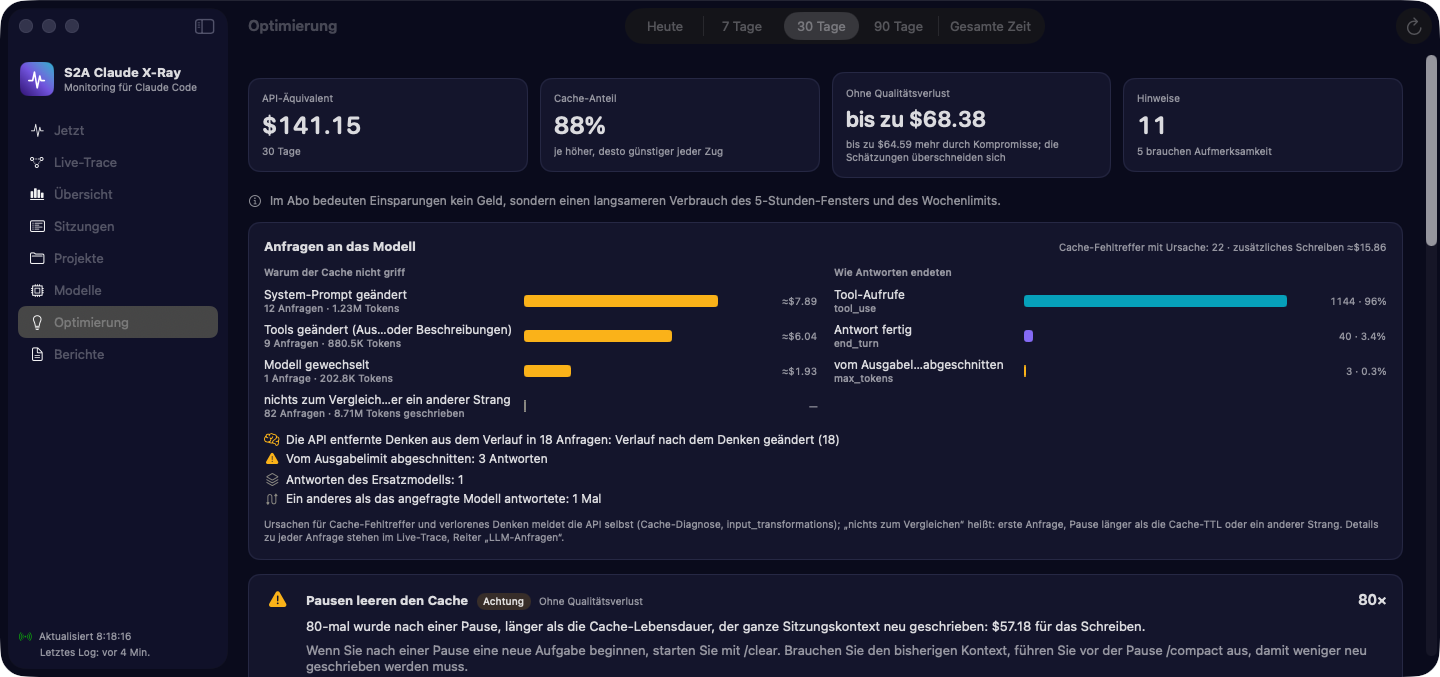 Optimierung
Heute
7 Tage
30 Tage
90 Tage
Gesamte Zeit
S2A Claude X-Ray
Monitoring für Claude Code
Jetzt
Live-Trace
Übersicht
Sitzungen
Projekte
Modelle
Optimierung
Berichte
Aktualisiert 8:18:16
Letztes Log: vor 4 Min.
API-Äquivalent
$141.15
30 Tage
Cache-Anteil
88%
je höher, desto günstiger jeder Zug
Ohne Qualitätsverlust
bis zu $68.38
bis zu $64.59 mehr durch Kompromisse; die
Schätzungen überschneiden sich
Hinweise
11
5 brauchen Aufmerksamkeit
Im Abo bedeuten Einsparungen kein Geld, sondern einen langsameren Verbrauch des 5-Stunden-Fensters und des Wochenlimits.
Anfragen an das Modell
Cache-Fehltreffer mit Ursache: 22 · zusätzliches Schreiben ≈$15.86
Warum der Cache nicht griff
System-Prompt geändert
12 Anfragen · 1.23M Tokens
≈$7.89
Tools geändert (Aus...oder Beschreibungen)
9 Anfragen · 880.5K Tokens
≈$6.04
Modell gewechselt
1 Anfrage · 202.8K Tokens
≈$1.93
nichts zum Vergleich...er ein anderer Strang
82 Anfragen · 8.71M Tokens geschrieben
—
Wie Antworten endeten
Tool-Aufrufe
tool_use
1144 · 96%
Antwort fertig
end_turn
40 · 3.4%
vom Ausgabel...abgeschnitten
max_tokens
3 · 0.3%
Die API entfernte Denken aus dem Verlauf in 18 Anfragen: Verlauf nach dem Denken geändert (18)
Vom Ausgabelimit abgeschnitten: 3 Antworten
Antworten des Ersatzmodells: 1
Ein anderes als das angefragte Modell antwortete: 1 Mal
Ursachen für Cache-Fehltreffer und verlorenes Denken meldet die API selbst (Cache-Diagnose, input_transformations); „nichts zum Vergleichen“ heißt: erste Anfrage, Pause länger als die Cache-TTL oder ein anderer Strang. Details
zu jeder Anfrage stehen im Live-Trace, Reiter „LLM-Anfragen“.
Pausen leeren den Cache
Achtung
Ohne Qualitätsverlust
80×
80-mal wurde nach einer Pause, länger als die Cache-Lebensdauer, der ganze Sitzungskontext neu geschrieben: $57.18 für das Schreiben.
Wenn Sie nach einer Pause eine neue Aufgabe beginnen, starten Sie mit /clear. Brauchen Sie den bisherigen Kontext, führen Sie vor der Pause /compact aus, damit weniger neu
geschrieben werden muss.